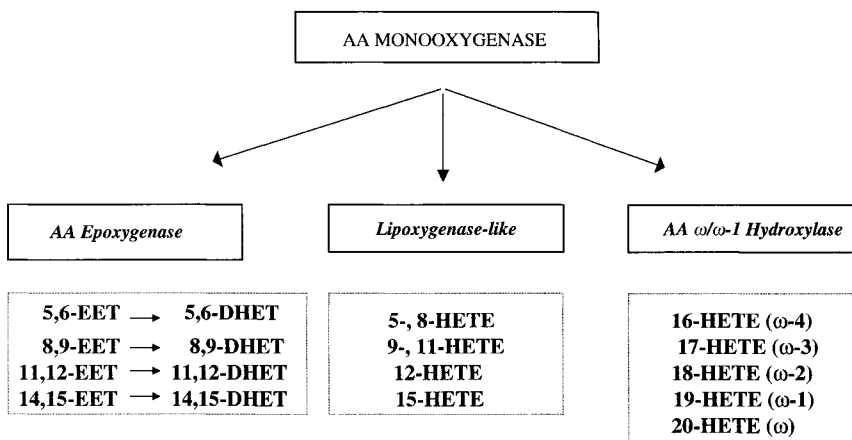 AA MONOOXYGENASE
AA Epoxygenase
Lipoxygenase-like
AA ω/ω-1 Hydroxylase
5,6-EET → 5,6-DHET
8,9-EET → 8,9-DHET
11,12-EET → 11,12-DHET
14,15-EET → 14,15-DHET
5-, 8-HETE
9-, 11-HETE
12-HETE
15-HETE
16-HETE (ω-4)
17-HETE (ω-3)
18-HETE (ω-2)
19-HETE (ω-1)
20-HETE (ω)